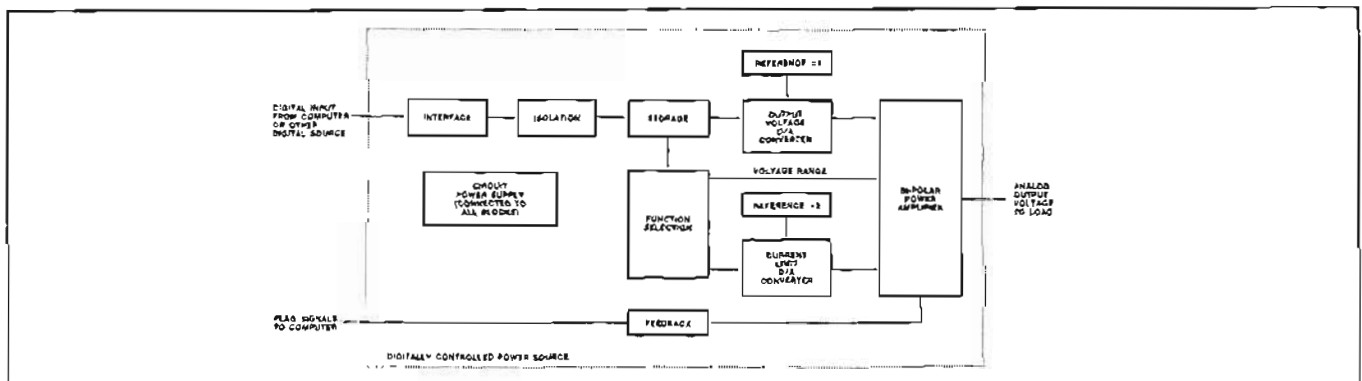 REFERENCE #1
DIGITAL INPUT
FROM COMPUTER
OR OTHER
DIGITAL SOURCE
INTERFACE
ISOLATION
STORAGE
OUTPUT
VOLTAGE
D/A
CONVERTER
VOLTAGE RANGE
CIRCUIT
POWER SUPPLY
(CONNECTED TO
ALL BLOCKS)
FUNCTION
SELECTION
REFERENCE #2
BI-POLAR
POWER
AMPLIFIER
ANALOG
OUTPUT
VOLTAGE
TO LOAD
CURRENT
LIMIT
D/A
CONVERTER
FLAG SIGNALS
TO COMPUTER
FEEDBACK
DIGITALLY CONTROLLED POWER SOURCE